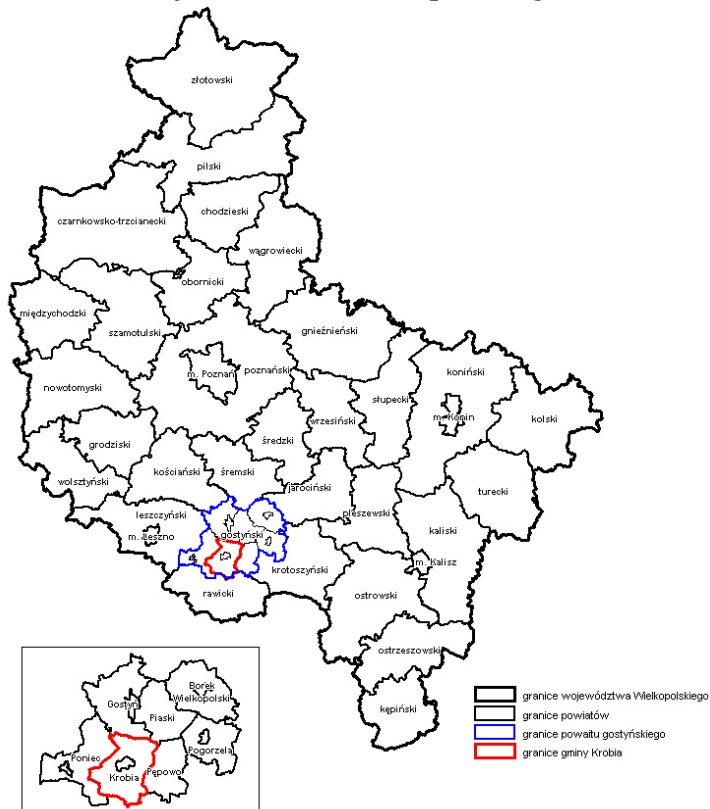 złotowski
pilski
chodzieski
czarnkowsko-trzcianecki
wągrowiecki
obornicki
międzychodzki
szamotulski
gnieźnieński
m. Poznań
poznański
koniński
nowotomyski
słupecki
wrzesiński
m. Konin
kolski
grodziski
średzki
kościański
śremski
wolsztyński
jarociński
turecki
pleszewski
leszczyński
kaliski
m. Leszno
gostyński
krotoszyński
m. Kalisz
rawicki
ostrowski
ostrzeszowski
kępiński
Borek
Wielkopolski
Gostyń
Piaski
Pogorzela
Poniec
Krobia
Pępowo
granice województwa Wielkopolskiego
granice powiatów
granice powaitu gostyńskiego
granice gminy Krobia